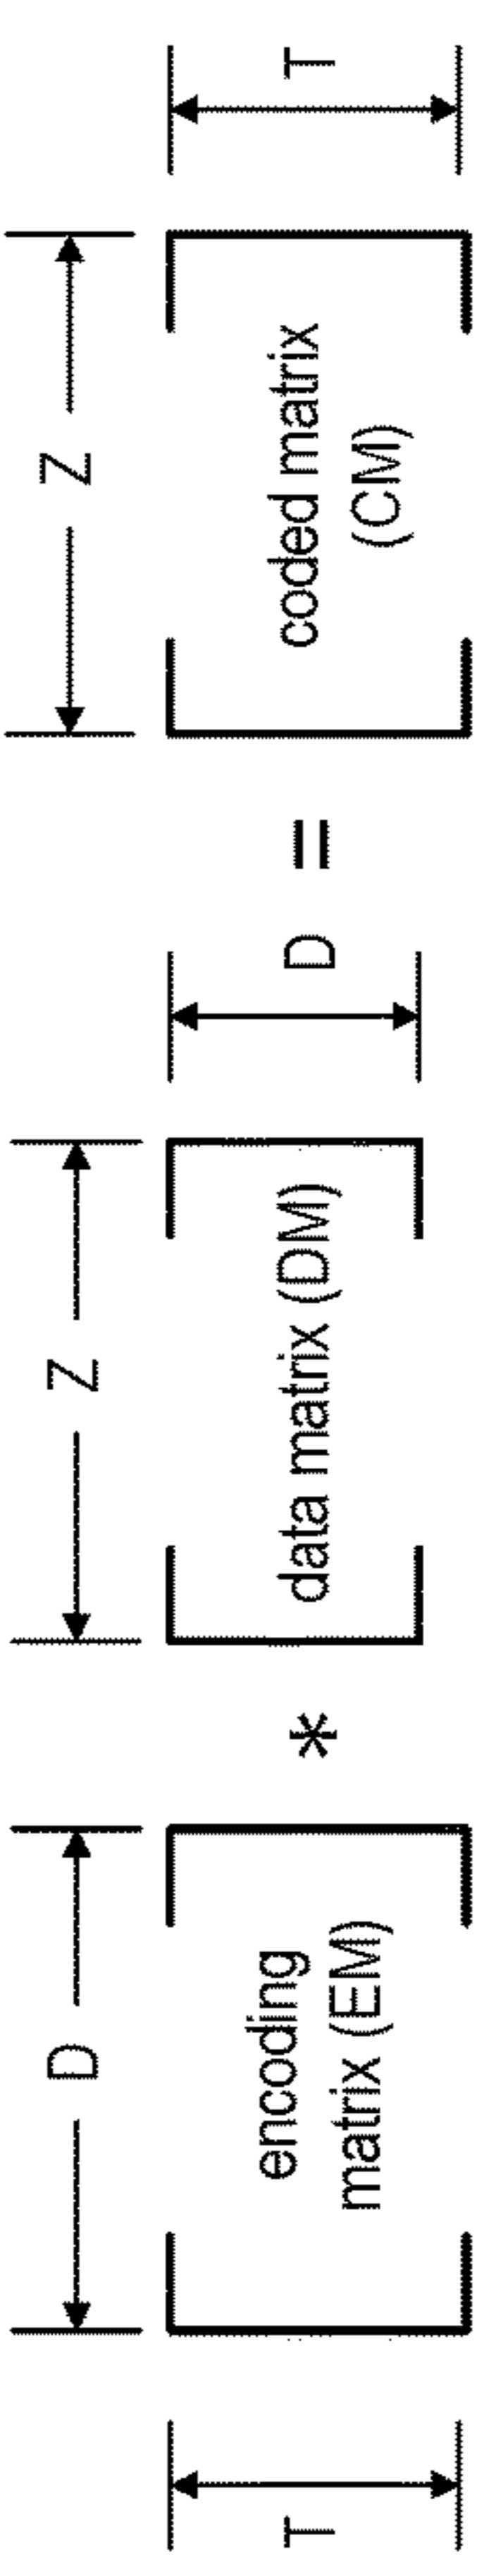 D
Z
Z
T
encoding
matrix (EM)
*
data matrix (DM)
D
=
coded matrix
(CM)
T